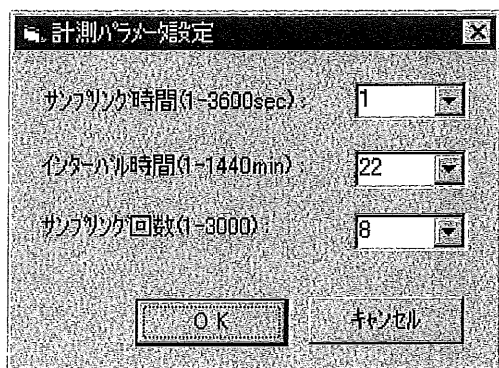 計測ﾊﾟﾗﾒｰﾀ設定
ｻﾝﾌﾟﾘﾝｸﾞ時間(1-3600sec):
1
ｲﾝﾀｰﾊﾞﾙ時間(1-1440min):
22
ｻﾝﾌﾟﾘﾝｸﾞ回数(1-3000):
8
ＯＫ
ｷｬﾝｾﾙ